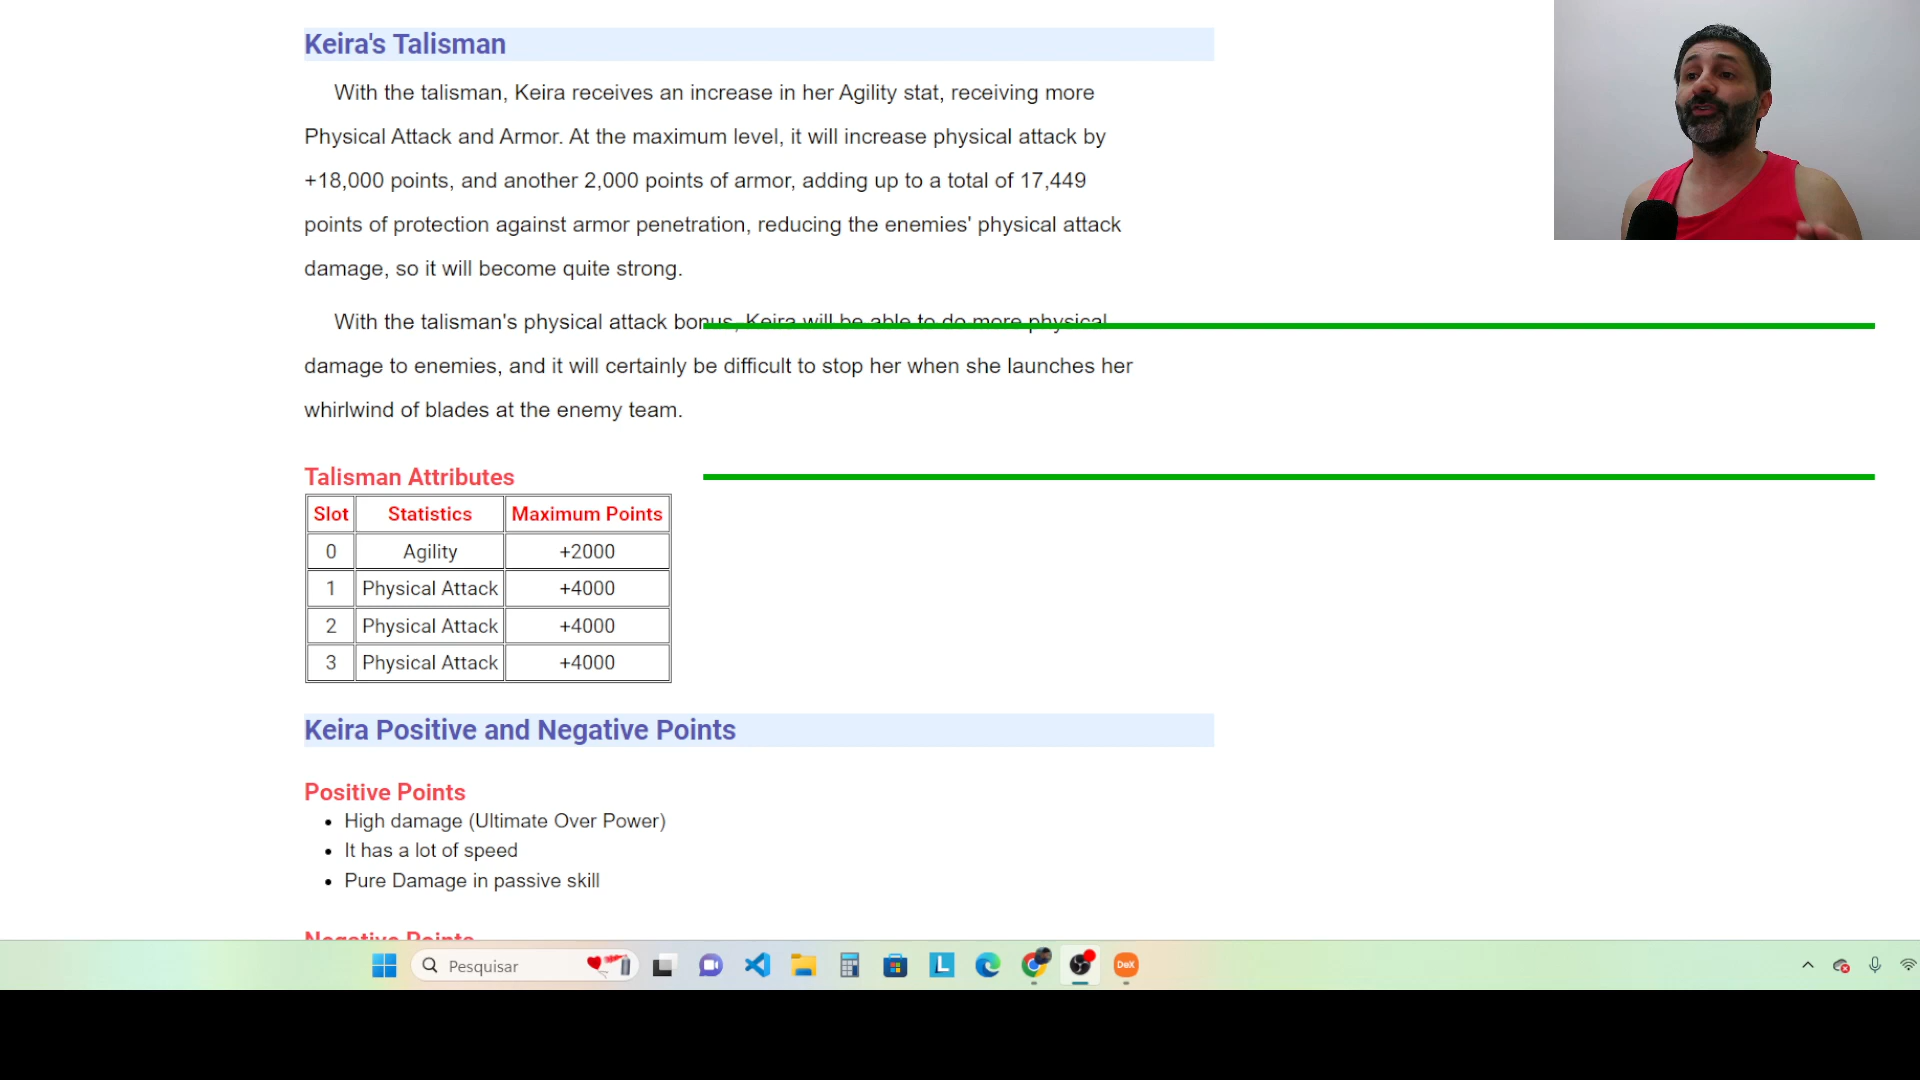 Keira's Talisman
With the talisman, Keira receives an increase in her Agility stat, receiving more
Physical Attack and Armor. At the maximum level, it will increase physical attack by
+18,000 points, and another 2,000 points of armor, adding up to a total of 17,449
points of protection against armor penetration, reducing the enemies' physical attack
damage, so it will become quite strong.
With the talisman's physical attack bonus, Keira will be able to do more physical
damage to enemies, and it will certainly be difficult to stop her when she launches her
whirlwind of blades at the enemy team.
Talisman Attributes
Slot Statistics Maximum Points
0 Agility +2000
1 Physical Attack +4000
2 Physical Attack +4000
3 Physical Attack +4000
Keira Positive and Negative Points
Positive Points
• High damage (Ultimate Over Power)
• It has a lot of speed
• Pure Damage in passive skill
Negative Points
Pesquisar
L
DeX